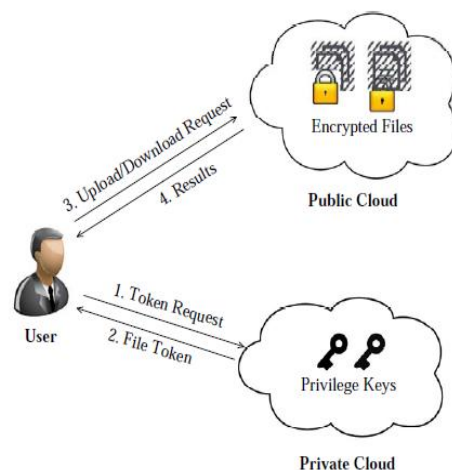 Encrypted Files
Public Cloud
3. Upload/Download Request
4. Results
User
1. Token Request
2. File Token
Privilege Keys
Private Cloud